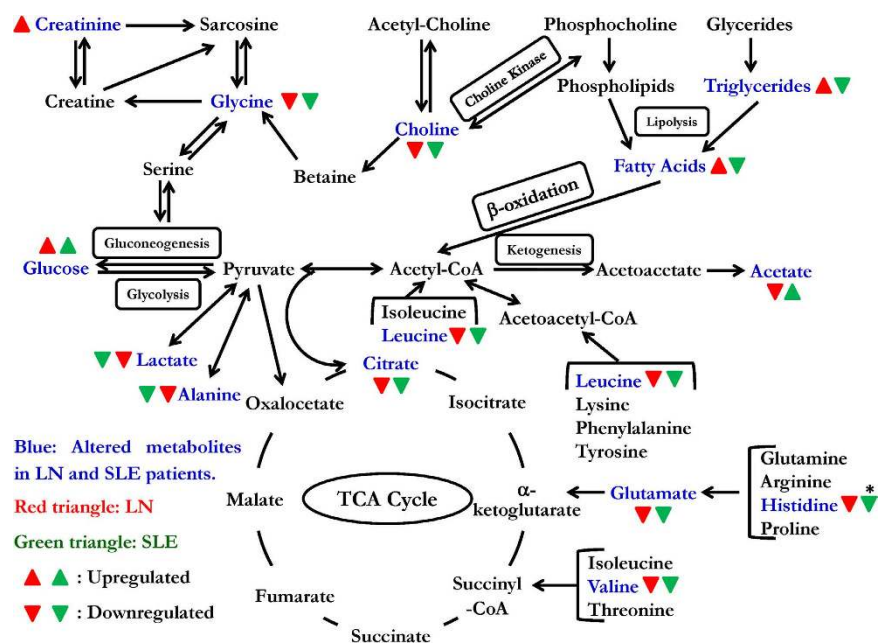 Creatinine
Sarcosine
Acetyl-Choline
Phosphocholine
Glycerides
Choline Kinase
Creatine
Glycine
Phospholipids
Triglycerides
Choline
Lipolysis
Serine
Betaine
Fatty Acids
β-oxidation
Gluconeogenesis
Ketogenesis
Glucose
Pyruvate
Acetyl-CoA
Acetoacetate
Acetate
Glycolysis
Isoleucine
Leucine
Acetoacetyl-CoA
Lactate
Citrate
Alanine
Oxalocetate
Isocitrate
Leucine
Lysine
Phenylalanine
Tyrosine
Blue: Altered metabolites
in LN and SLE patients.
Red triangle: LN
Green triangle: SLE
: Upregulated
: Downregulated
Malate
TCA Cycle
α-
ketoglutarate
Glutamate
Glutamine
Arginine
Histidine *
Proline
Fumarate
Succinyl
-CoA
Isoleucine
Valine
Threonine
Succinate